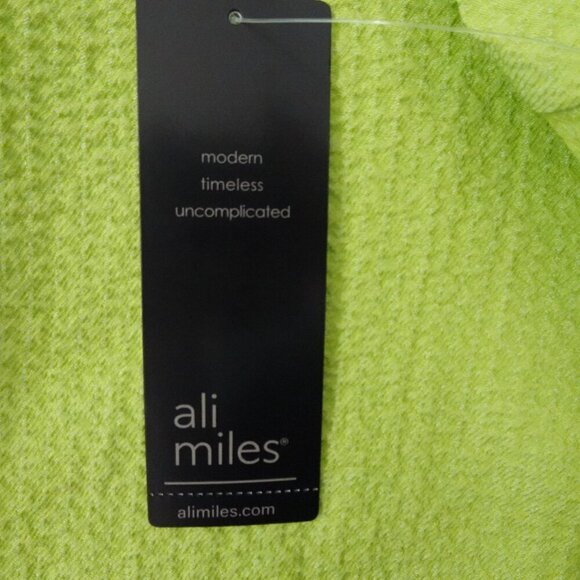 modern
timeless
uncomplicated
ali
miles®
alimiles.com